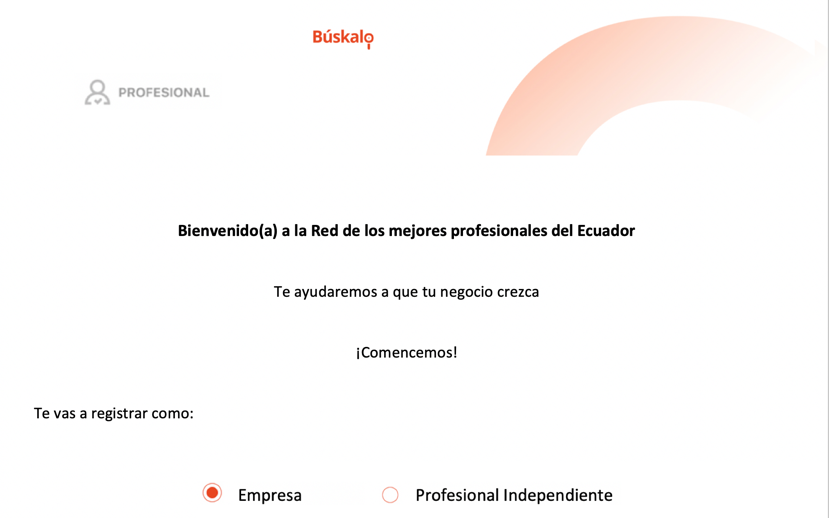 Búskalo
PROFESIONAL
Bienvenido(a) a la Red de los mejores profesionales del Ecuador
Te ayudaremos a que tu negocio crezca
¡Comencemos!
Te vas a registrar como:
Empresa Profesional Independiente